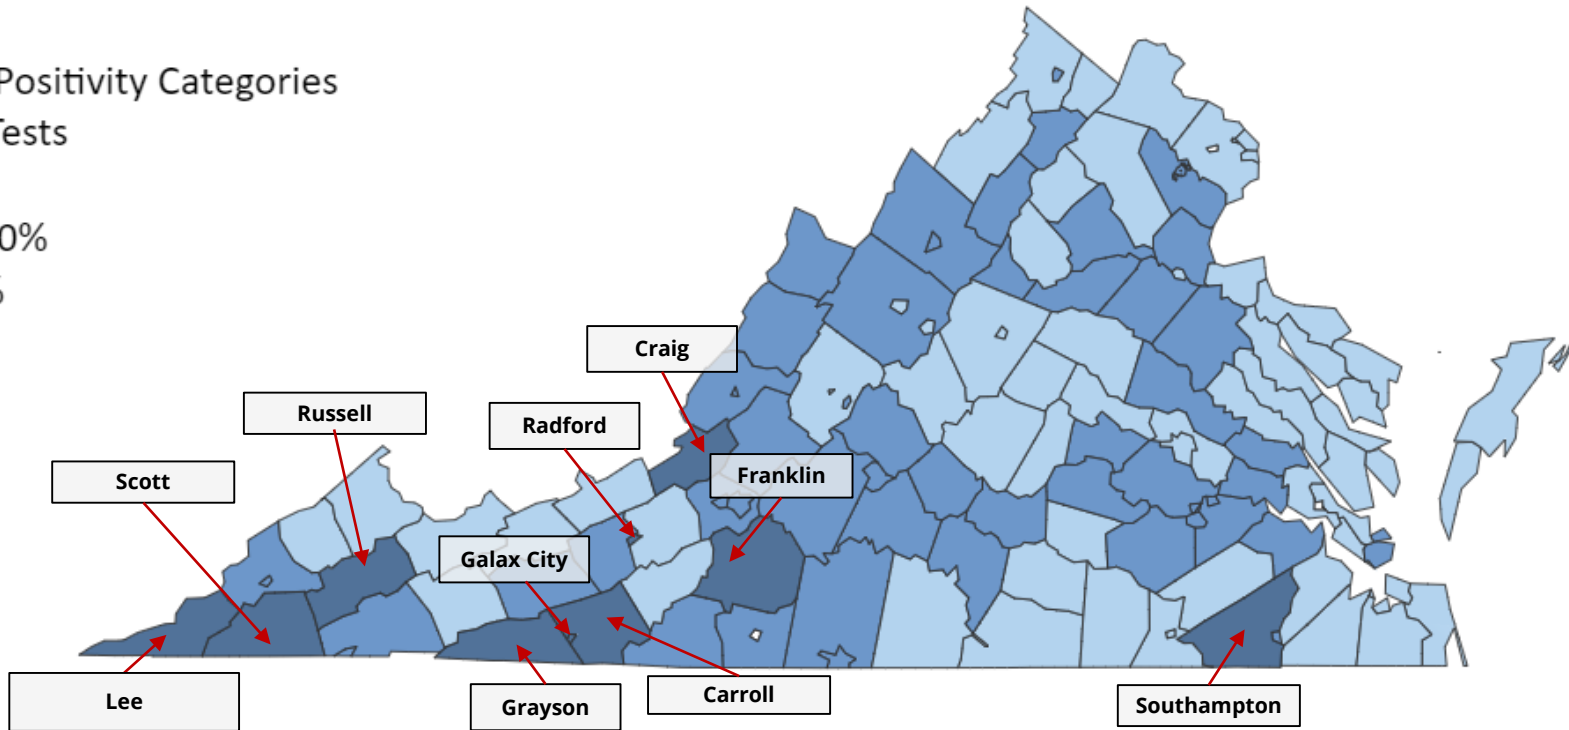 Positivity Categories
Tests
0%
%
Craig
Russell
Radford
Scott
Franklin
Galax City
Lee
Grayson
Carroll
Southampton